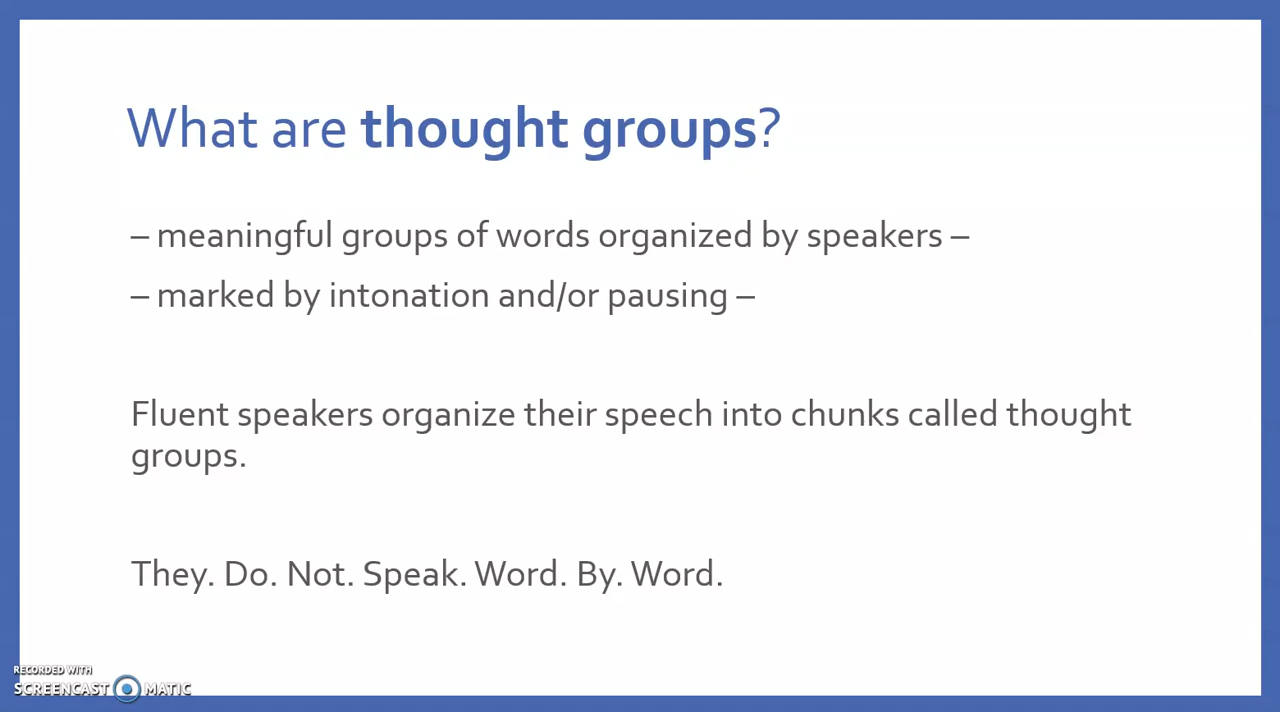 What are thought groups?
– meaningful groups of words organized by speakers –
– marked by intonation and/or pausing –
Fluent speakers organize their speech into chunks called thought
groups.
They. Do. Not. Speak. Word. By. Word.
RECORDED WITH
SCREENCAST MATIC